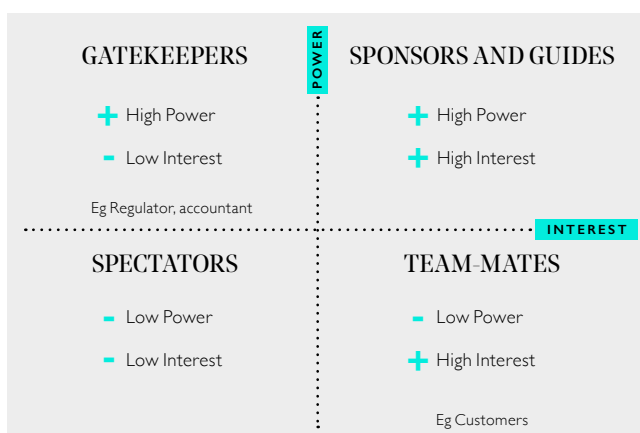 POWER
GATEKEEPERS
+ High Power
- Low Interest
Eg Regulator, accountant
SPONSORS AND GUIDES
+ High Power
+ High Interest
INTEREST
SPECTATORS
- Low Power
- Low Interest
TEAM-MATES
- Low Power
+ High Interest
Eg Customers